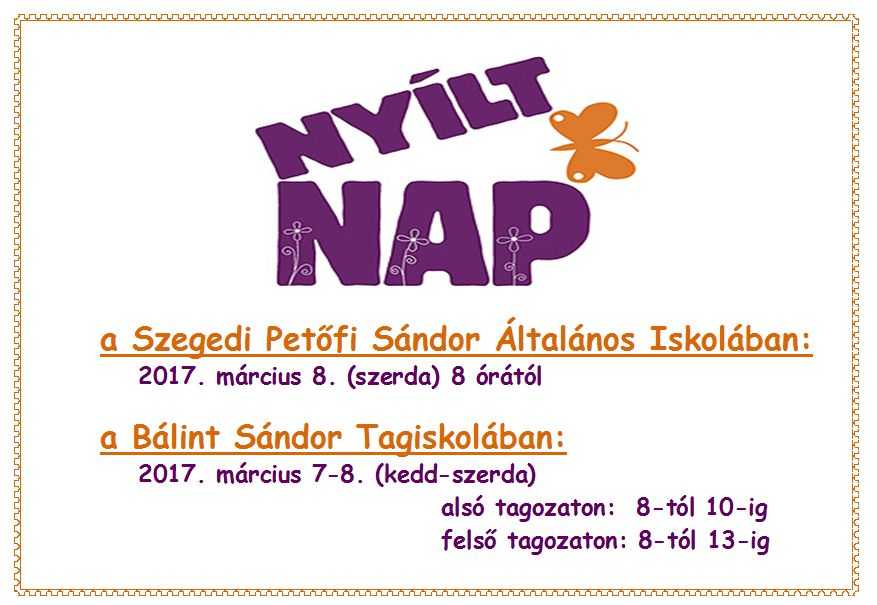 NYÍLT
NAP
a Szegedi Petőfi Sándor Általános Iskolában:
2017. március 8. (szerda) 8 órától
a Bálint Sándor Tagiskolában:
2017. március 7-8. (kedd-szerda)
alsó tagozaton: 8-tól 10-ig
felső tagozaton: 8-tól 13-ig